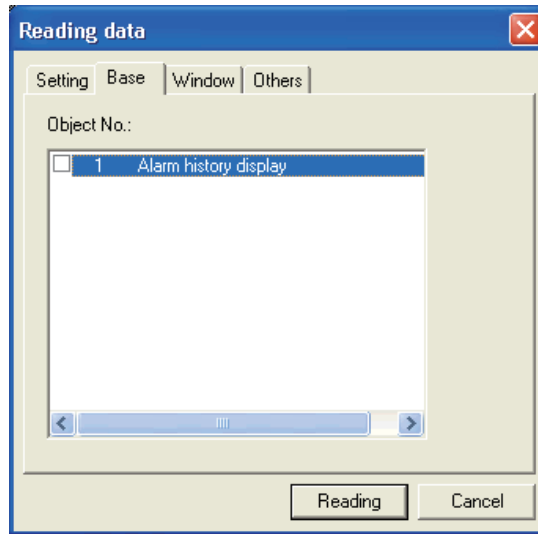 Reading data
Setting Base Window Others
Object No.:
1 Alarm history display
Reading Cancel